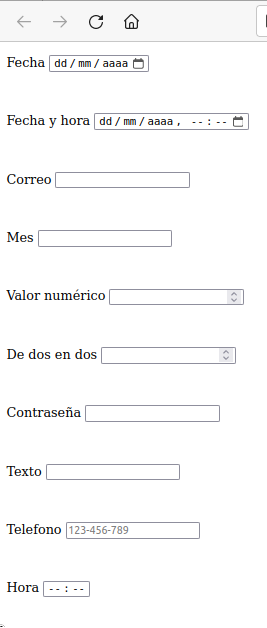 Fecha dd/mm/aaaa
Fecha y hora dd/mm/aaaa, --:--
Correo
Mes
Valor numérico
De dos en dos
Contraseña
Texto
Telefono 123-456-789
Hora --:--